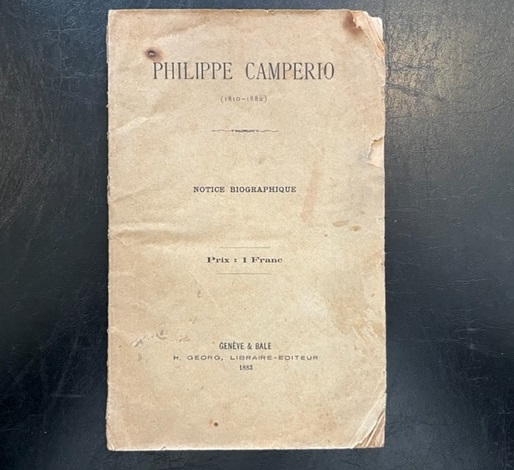 PHILIPPE CAMPERIO
(1810-1882)
NOTICE BIOGRAPHIQUE
Prix : 1 Franc
GENÈVE & BALE
H. GEORG, LIBRAIRE-ÉDITEUR
1883